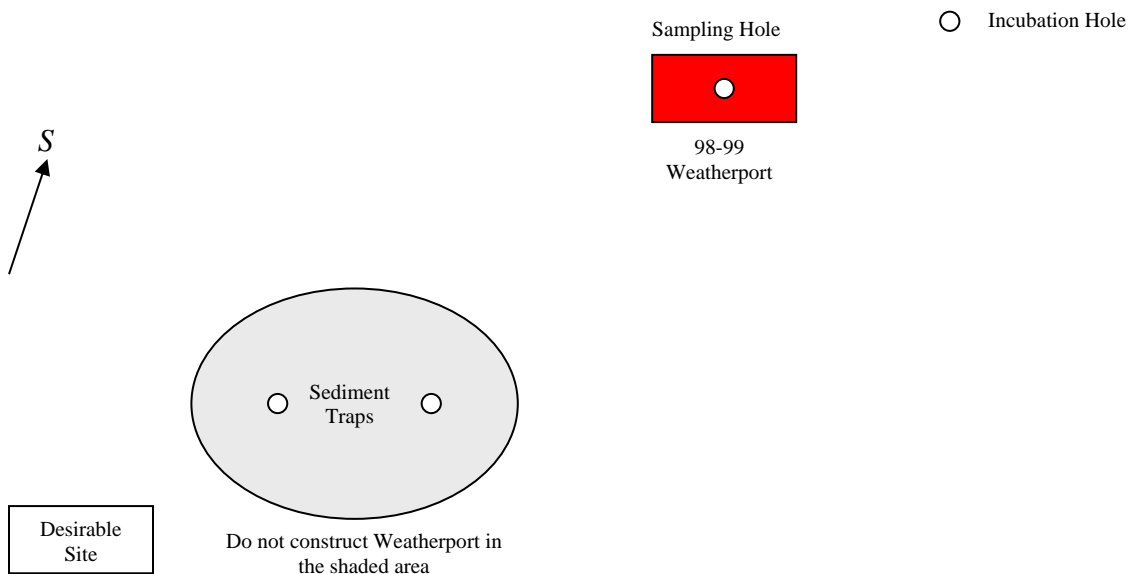 Incubation Hole
Sampling Hole
98-99
Weatherport
S
Sediment
Traps
Desirable
Site
Do not construct Weatherport in
the shaded area